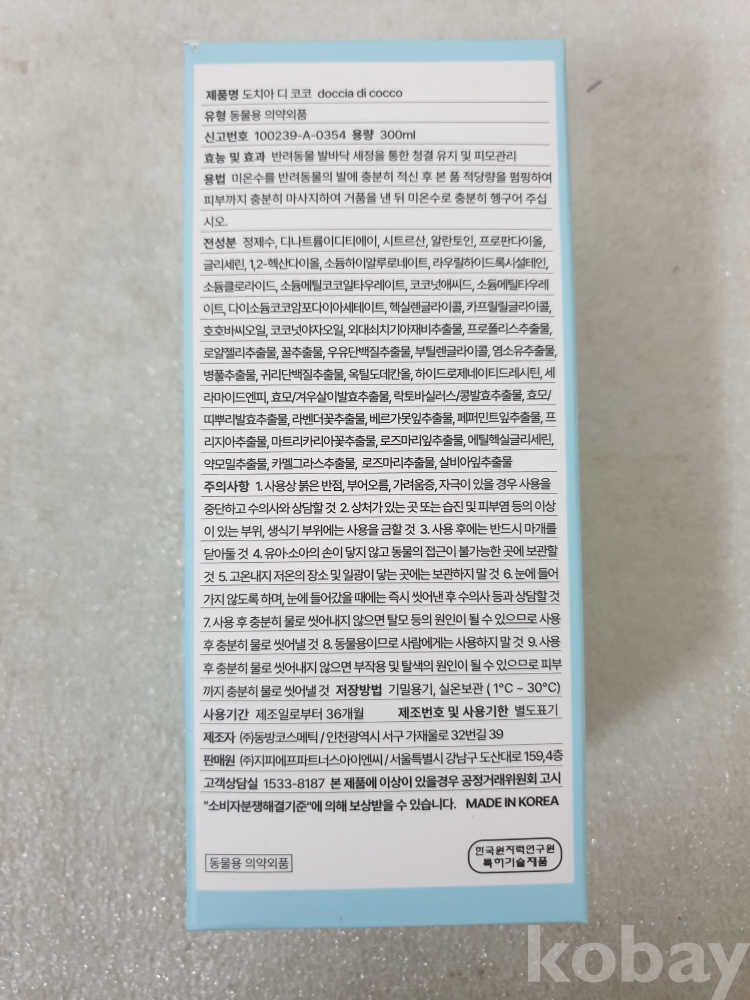 제품명 도치아 디 코코 doccia di cocco
유형 동물용 의약외품
신고번호 100239-A-0354 용량 300ml
효능 및 효과 반려동물 발바닥 세정을 통한 청결 유지 및 피모관리
용법 미온수를 반려동물의 발에 충분히 적신 후 본 품 적당량을 펌핑하여
피부까지 충분히 마사지하여 거품을 낸 뒤 미온수로 충분히 헹구어 주십
시오.
전성분 정제수, 디나트륨이디티에이, 시트르산, 알란토인, 프로판다이올,
글리세린, 1,2-헥산다이올, 소듐하이알루로네이트, 라우릴하이드록시설테인,
소듐클로라이드, 소듐메틸코코일타우레이트, 코코넛애씨드, 소듐메틸타우레
이트, 다이소듐코코암포다이아세테이트, 헥실렌글라이콜, 카프릴릴글라이콜,
호호바씨오일, 코코넛야자오일, 외대쇠치기아재비추출물, 프로폴리스추출물,
로얄젤리추출물, 꿀추출물, 우유단백질추출물, 부틸렌글라이콜, 염소유추출물,
병풀추출물, 귀리단백질추출물, 옥틸도데칸올, 하이드로제네이티드레시틴, 세
라마이드엔피, 효모/겨우살이발효추출물, 락토바실러스/콩발효추출물, 효모/
띠뿌리발효추출물, 라벤더꽃추출물, 베르가못잎추출물, 페퍼민트잎추출물, 프
리지아추출물, 마트리카리아꽃추출물, 로즈마리잎추출물, 에틸헥실글리세린,
약모밀추출물, 카멜그라스추출물, 로즈마리추출물, 살비아잎추출물
주의사항 1. 사용상 붉은 반점, 부어오름, 가려움증, 자극이 있을 경우 사용을
중단하고 수의사와 상담할 것 2. 상처가 있는 곳 또는 습진 및 피부염 등의 이상
이 있는 부위, 생식기 부위에는 사용을 금할 것 3. 사용 후에는 반드시 마개를
닫아둘 것 4. 유아·소아의 손이 닿지 않고 동물의 접근이 불가능한 곳에 보관할
것 5. 고온내지 저온의 장소 및 일광이 닿는 곳에는 보관하지 말 것 6. 눈에 들어
가지 않도록 하며, 눈에 들어갔을 때에는 즉시 씻어낸 후 수의사 등과 상담할 것
7. 사용 후 충분히 물로 씻어내지 않으면 탈모 등의 원인이 될 수 있으므로 사용
후 충분히 물로 씻어낼 것 8. 동물용이므로 사람에게는 사용하지 말 것 9. 사용
후 충분히 물로 씻어내지 않으면 부작용 및 탈색의 원인이 될 수 있으므로 피부
까지 충분히 물로 씻어낼 것 저장방법 기밀용기, 실온보관 ( 1°C ~ 30°C)
사용기간 제조일로부터 36개월 제조번호 및 사용기한 별도표기
제조자 (주)동방코스메틱 / 인천광역시 서구 가재울로 32번길 39
판매원 (주)지피에프파트너스아이엔씨 / 서울특별시 강남구 도산대로 159,4층
고객상담실 1533-8187 본 제품에 이상이 있을경우 공정거래위원회 고시
"소비자분쟁해결기준"에 의해 보상받을 수 있습니다. MADE IN KOREA
한국원자력연구원
특허기술제품
동물용 의약외품
kobay